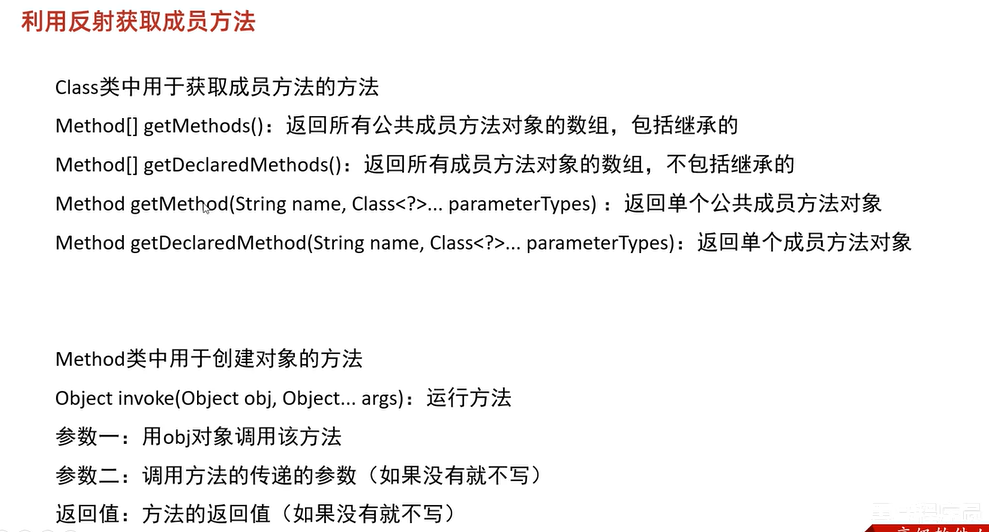 利用反射获取成员方法
Class类中用于获取成员方法的方法
Method[] getMethods()：返回所有公共成员方法对象的数组，包括继承的
Method[] getDeclaredMethods()：返回所有成员方法对象的数组，不包括继承的
Method getMethod(String name, Class<?>... parameterTypes) ：返回单个公共成员方法对象
Method getDeclaredMethod(String name, Class<?>... parameterTypes)：返回单个成员方法对象
Method类中用于创建对象的方法
Object invoke(Object obj, Object... args)：运行方法
参数一：用obj对象调用该方法
参数二：调用方法的传递的参数（如果没有就不写）
返回值：方法的返回值（如果没有就不写）